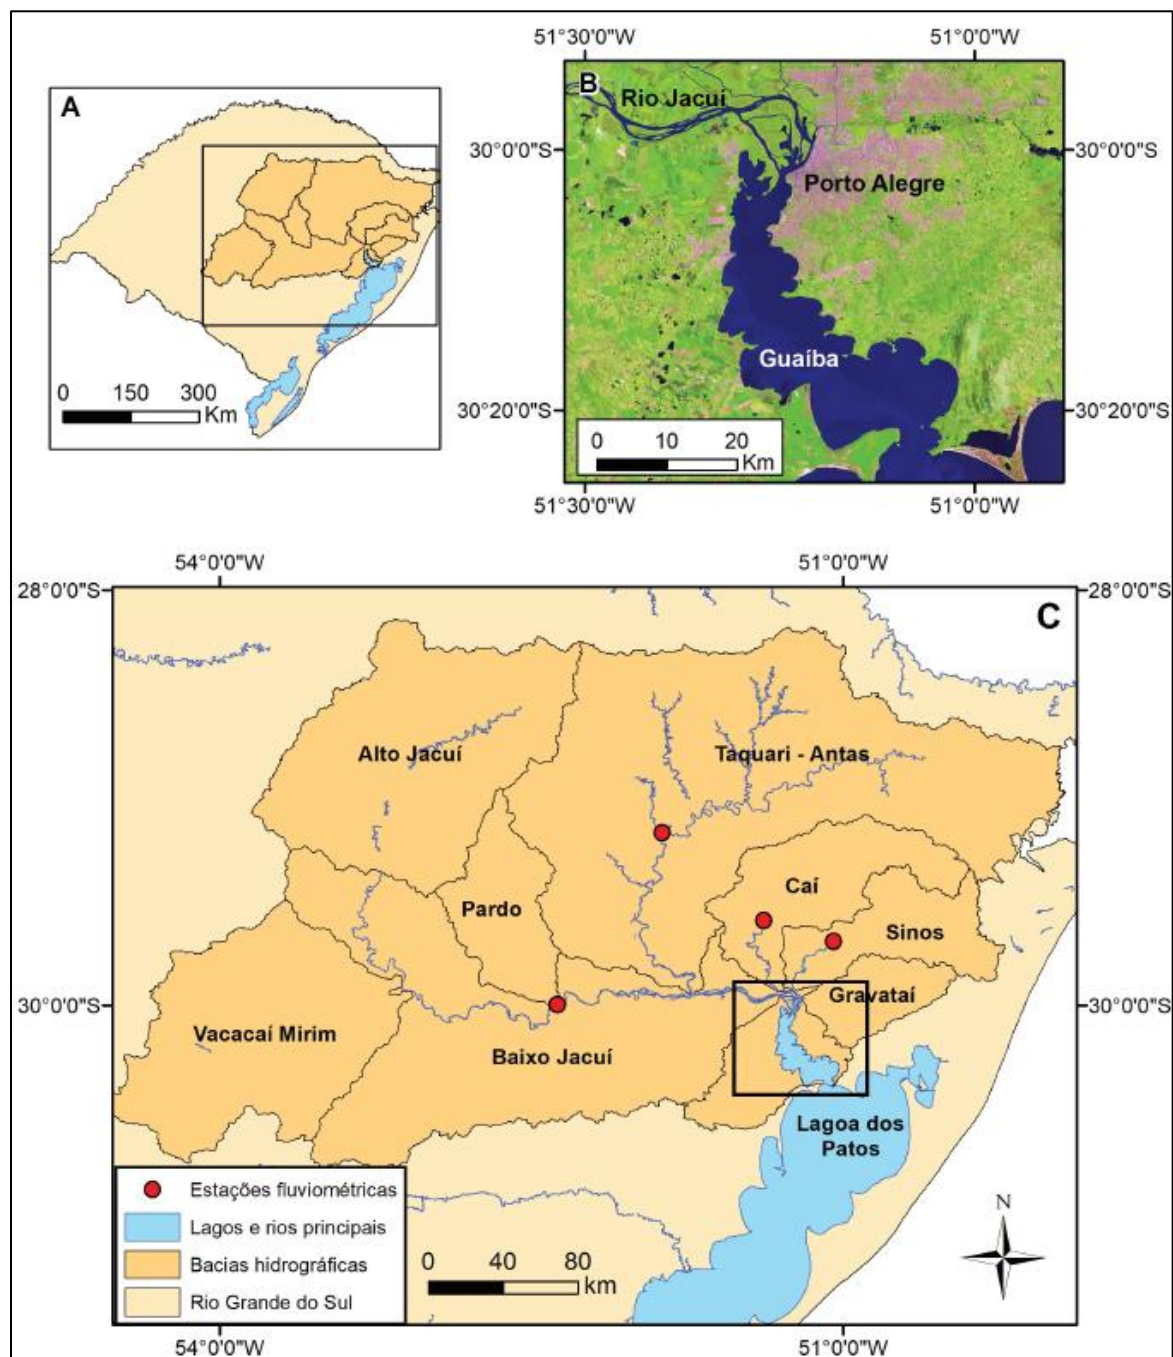 A
0 150 300
Km
51°30'0"W 51°0'0"W
B
Rio Jacuí
30°0'0"S 30°0'0"S
Porto Alegre
Guaíba
30°20'0"S 30°20'0"S
0 10 20
Km
51°30'0"W 51°0'0"W
54°0'0"W 51°0'0"W
28°0'0"S 28°0'0"S
C
Alto Jacuí
Taquari - Antas
Caí
Pardo
Sinos
Gravataí
30°0'0"S 30°0'0"S
Vacacaí Mirim
Baixo Jacuí
Lagoa dos
Patos
Estações fluviométricas
Lagos e rios principais
Bacias hidrográficas
Rio Grande do Sul
0 40 80
km
N
54°0'0"W 51°0'0"W